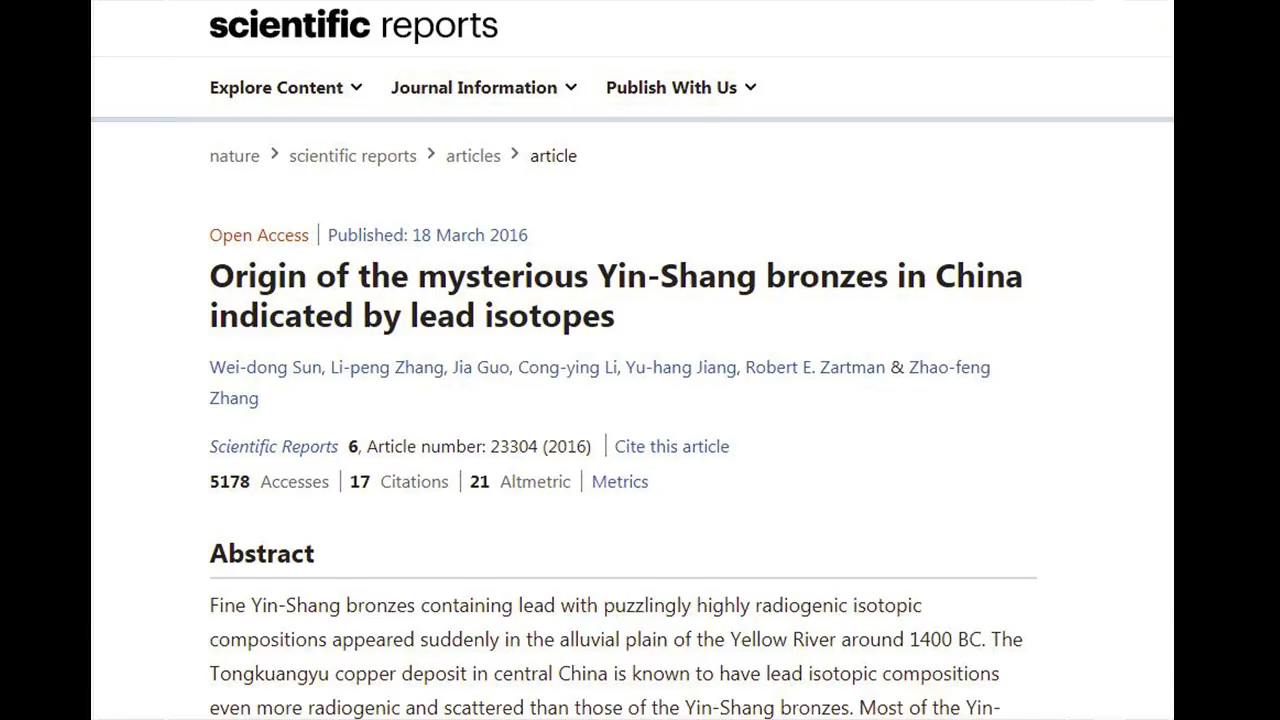 scientific reports
Explore Content Journal Information Publish With Us
nature > scientific reports > articles > article
Open Access | Published: 18 March 2016
Origin of the mysterious Yin-Shang bronzes in China
indicated by lead isotopes
Wei-dong Sun, Li-peng Zhang, Jia Guo, Cong-ying Li, Yu-hang Jiang, Robert E. Zartman & Zhao-feng
Zhang
Scientific Reports 6, Article number: 23304 (2016) | Cite this article
5178 Accesses | 17 Citations | 21 Altmetric | Metrics
Abstract
Fine Yin-Shang bronzes containing lead with puzzlingly highly radiogenic isotopic
compositions appeared suddenly in the alluvial plain of the Yellow River around 1400 BC. The
Tongkuangyu copper deposit in central China is known to have lead isotopic compositions
even more radiogenic and scattered than those of the Yin-Shang bronzes. Most of the Yin-